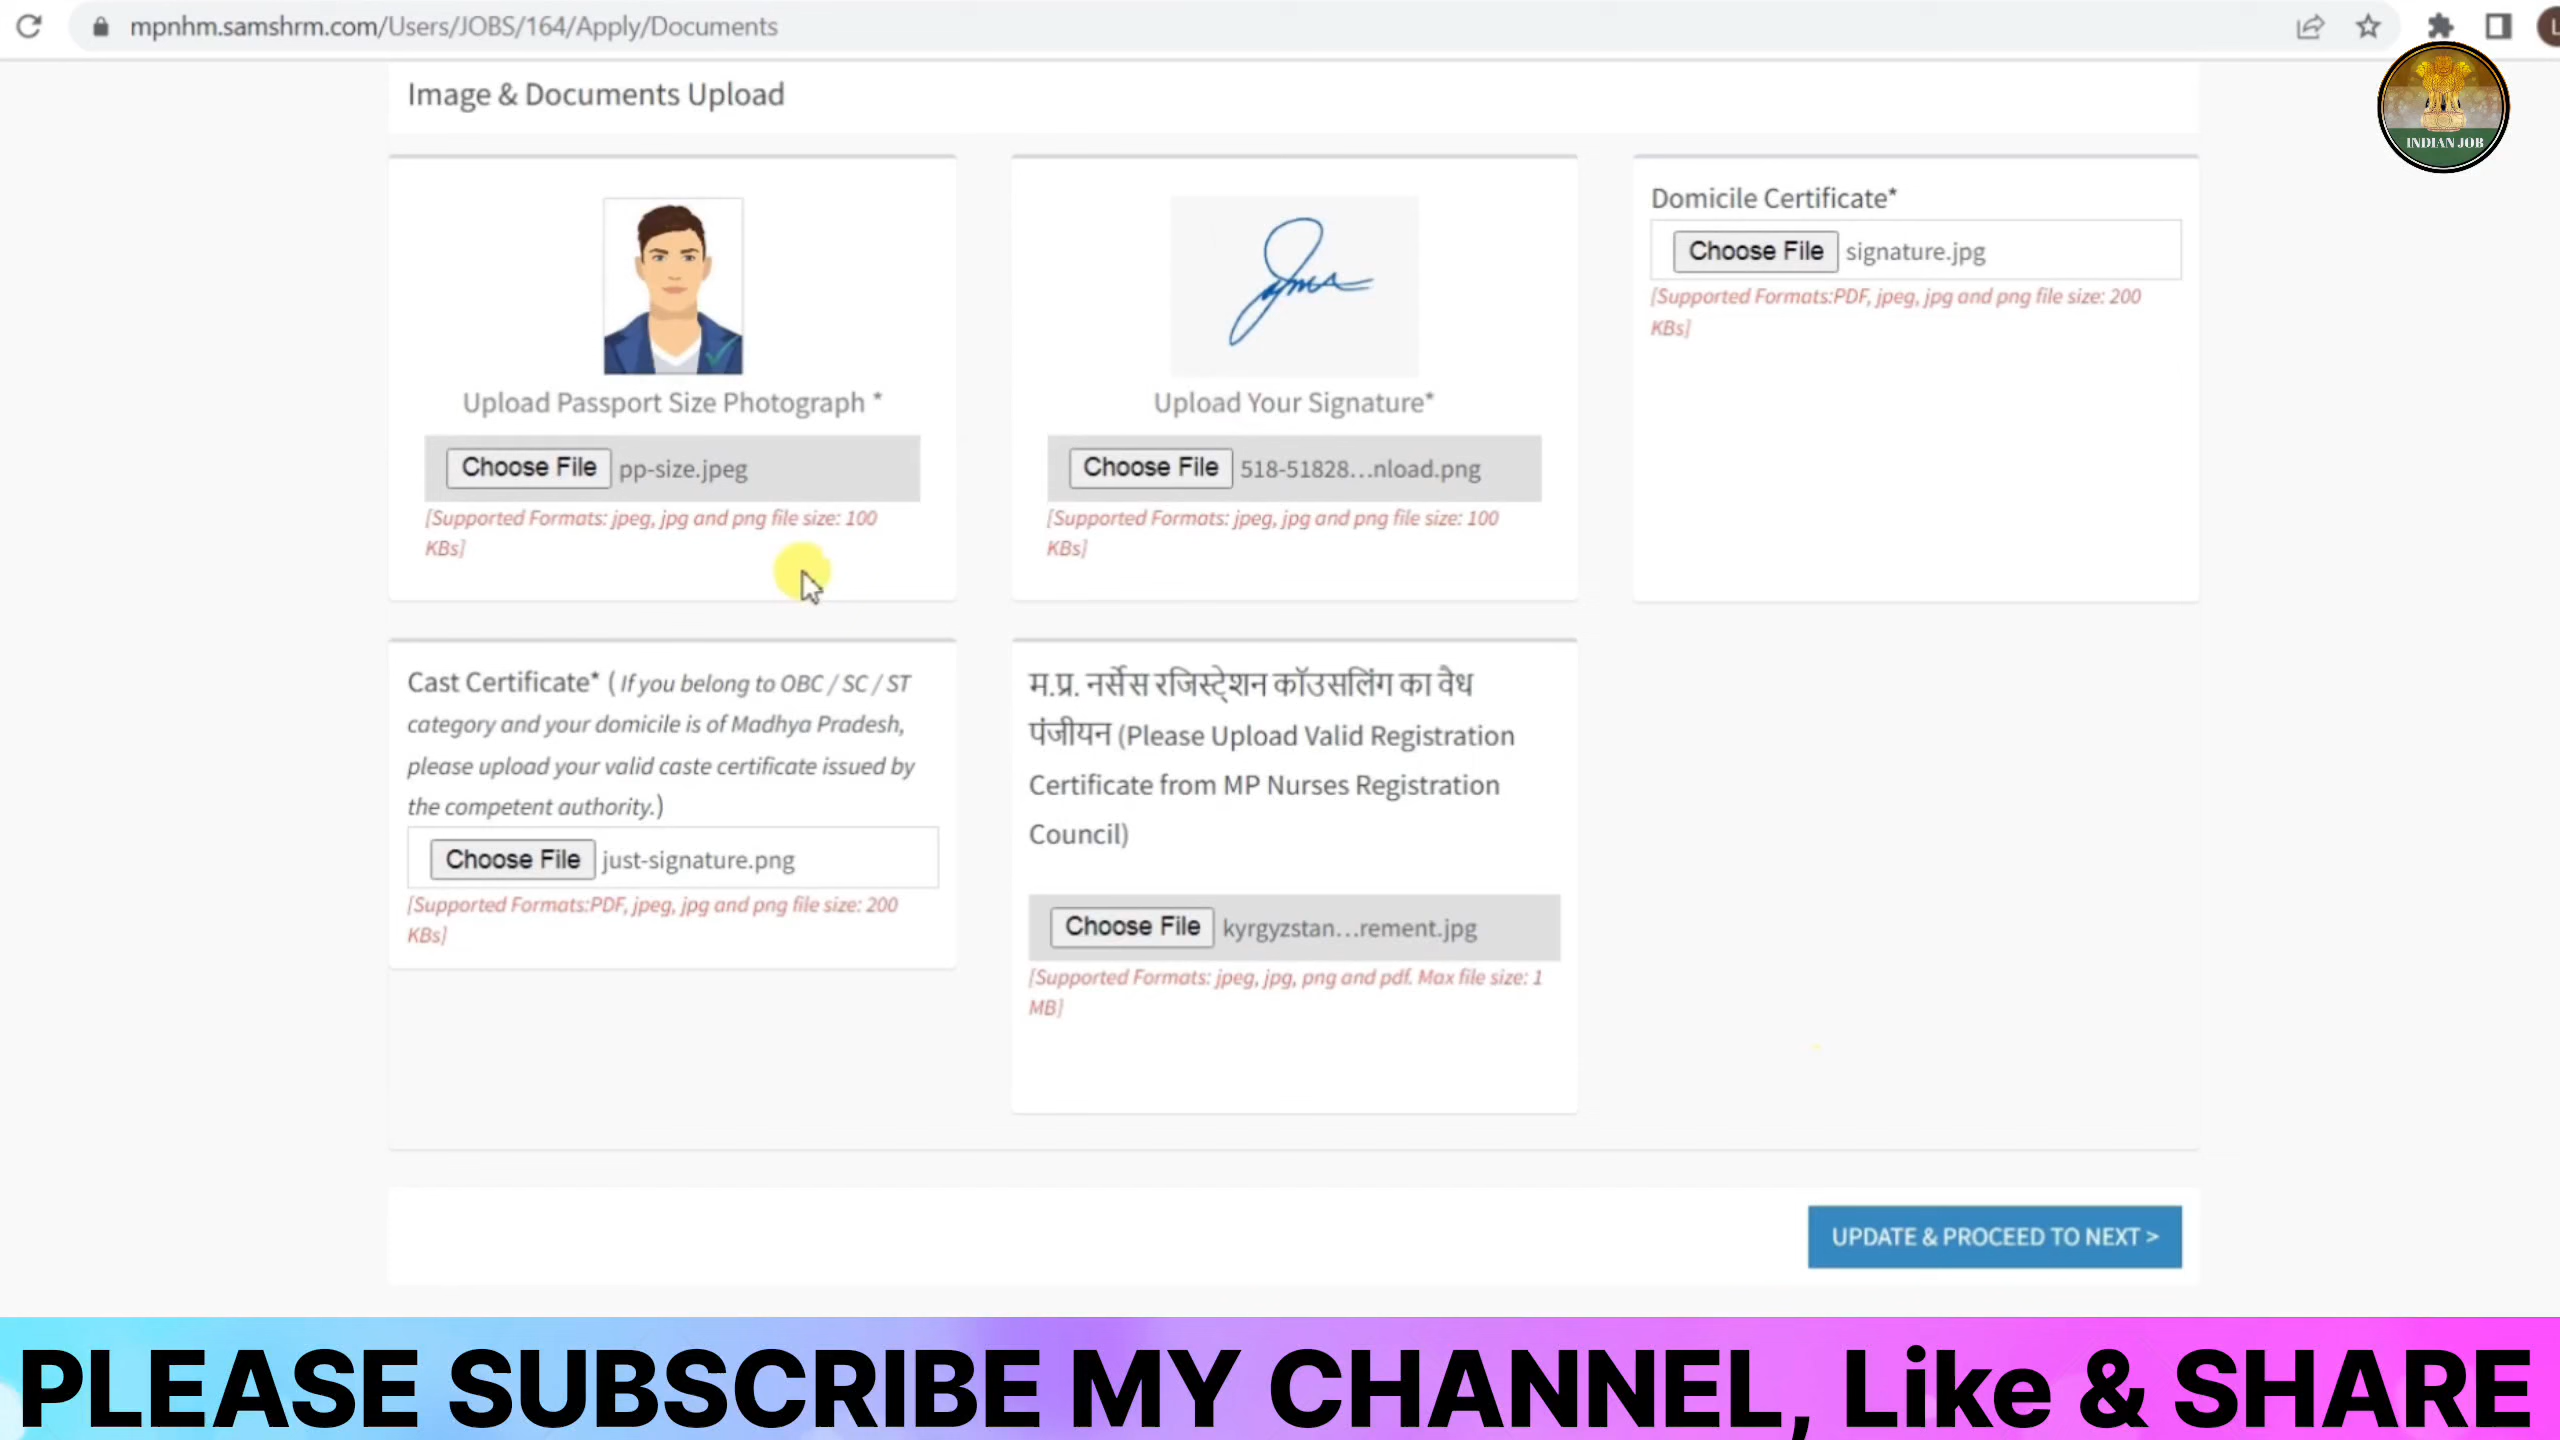 mpnhm.samshrm.com/Users/JOBS/164/Apply/Documents
INDIAN JOB
Image & Documents Upload
Upload Passport Size Photograph *
Choose File pp-size.jpeg
[Supported Formats: jpeg, jpg and png file size: 100
KBs]
Upload Your Signature*
Choose File 518-51828...nload.png
[Supported Formats: jpeg, jpg and png file size: 100
KBs]
Domicile Certificate*
Choose File signature.jpg
[Supported Formats:PDF, jpeg, jpg and png file size: 200
KBs]
Cast Certificate* ( If you belong to OBC / SC / ST
category and your domicile is of Madhya Pradesh,
please upload your valid caste certificate issued by
the competent authority.)
Choose File just-signature.png
[Supported Formats:PDF, jpeg, jpg and png file size: 200
KBs]
म.प्र. नर्सेस रजिस्ट्रेशन कॉउसलिंग का वैध
पंजीयन (Please Upload Valid Registration
Certificate from MP Nurses Registration
Council)
Choose File kyrgyzstan...rement.jpg
[Supported Formats: jpeg, jpg, png and pdf. Max file size: 1
MB]
UPDATE & PROCEED TO NEXT >
PLEASE SUBSCRIBE MY CHANNEL, Like & SHARE